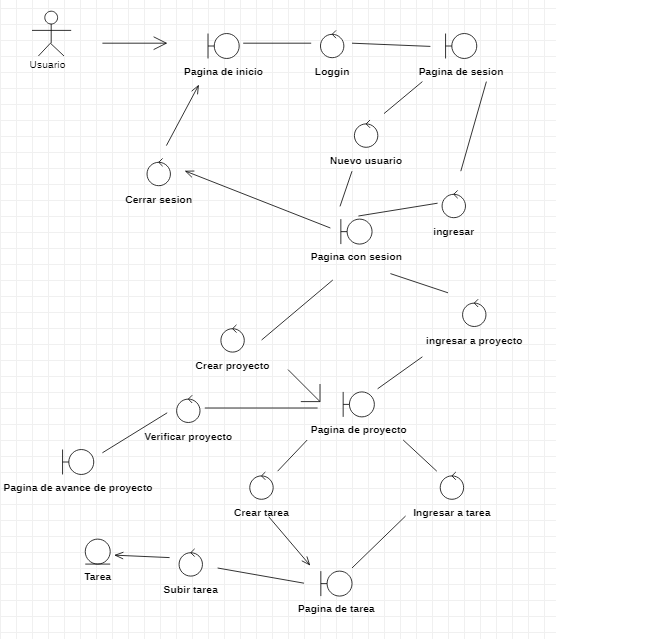 Usuario
Pagina de inicio
Loggin
Pagina de sesion
Nuevo usuario
Cerrar sesion
ingresar
Pagina con sesion
ingresar a proyecto
Crear proyecto
Pagina de proyecto
Verificar proyecto
Pagina de avance de proyecto
Crear tarea
Ingresar a tarea
Tarea
Subir tarea
Pagina de tarea